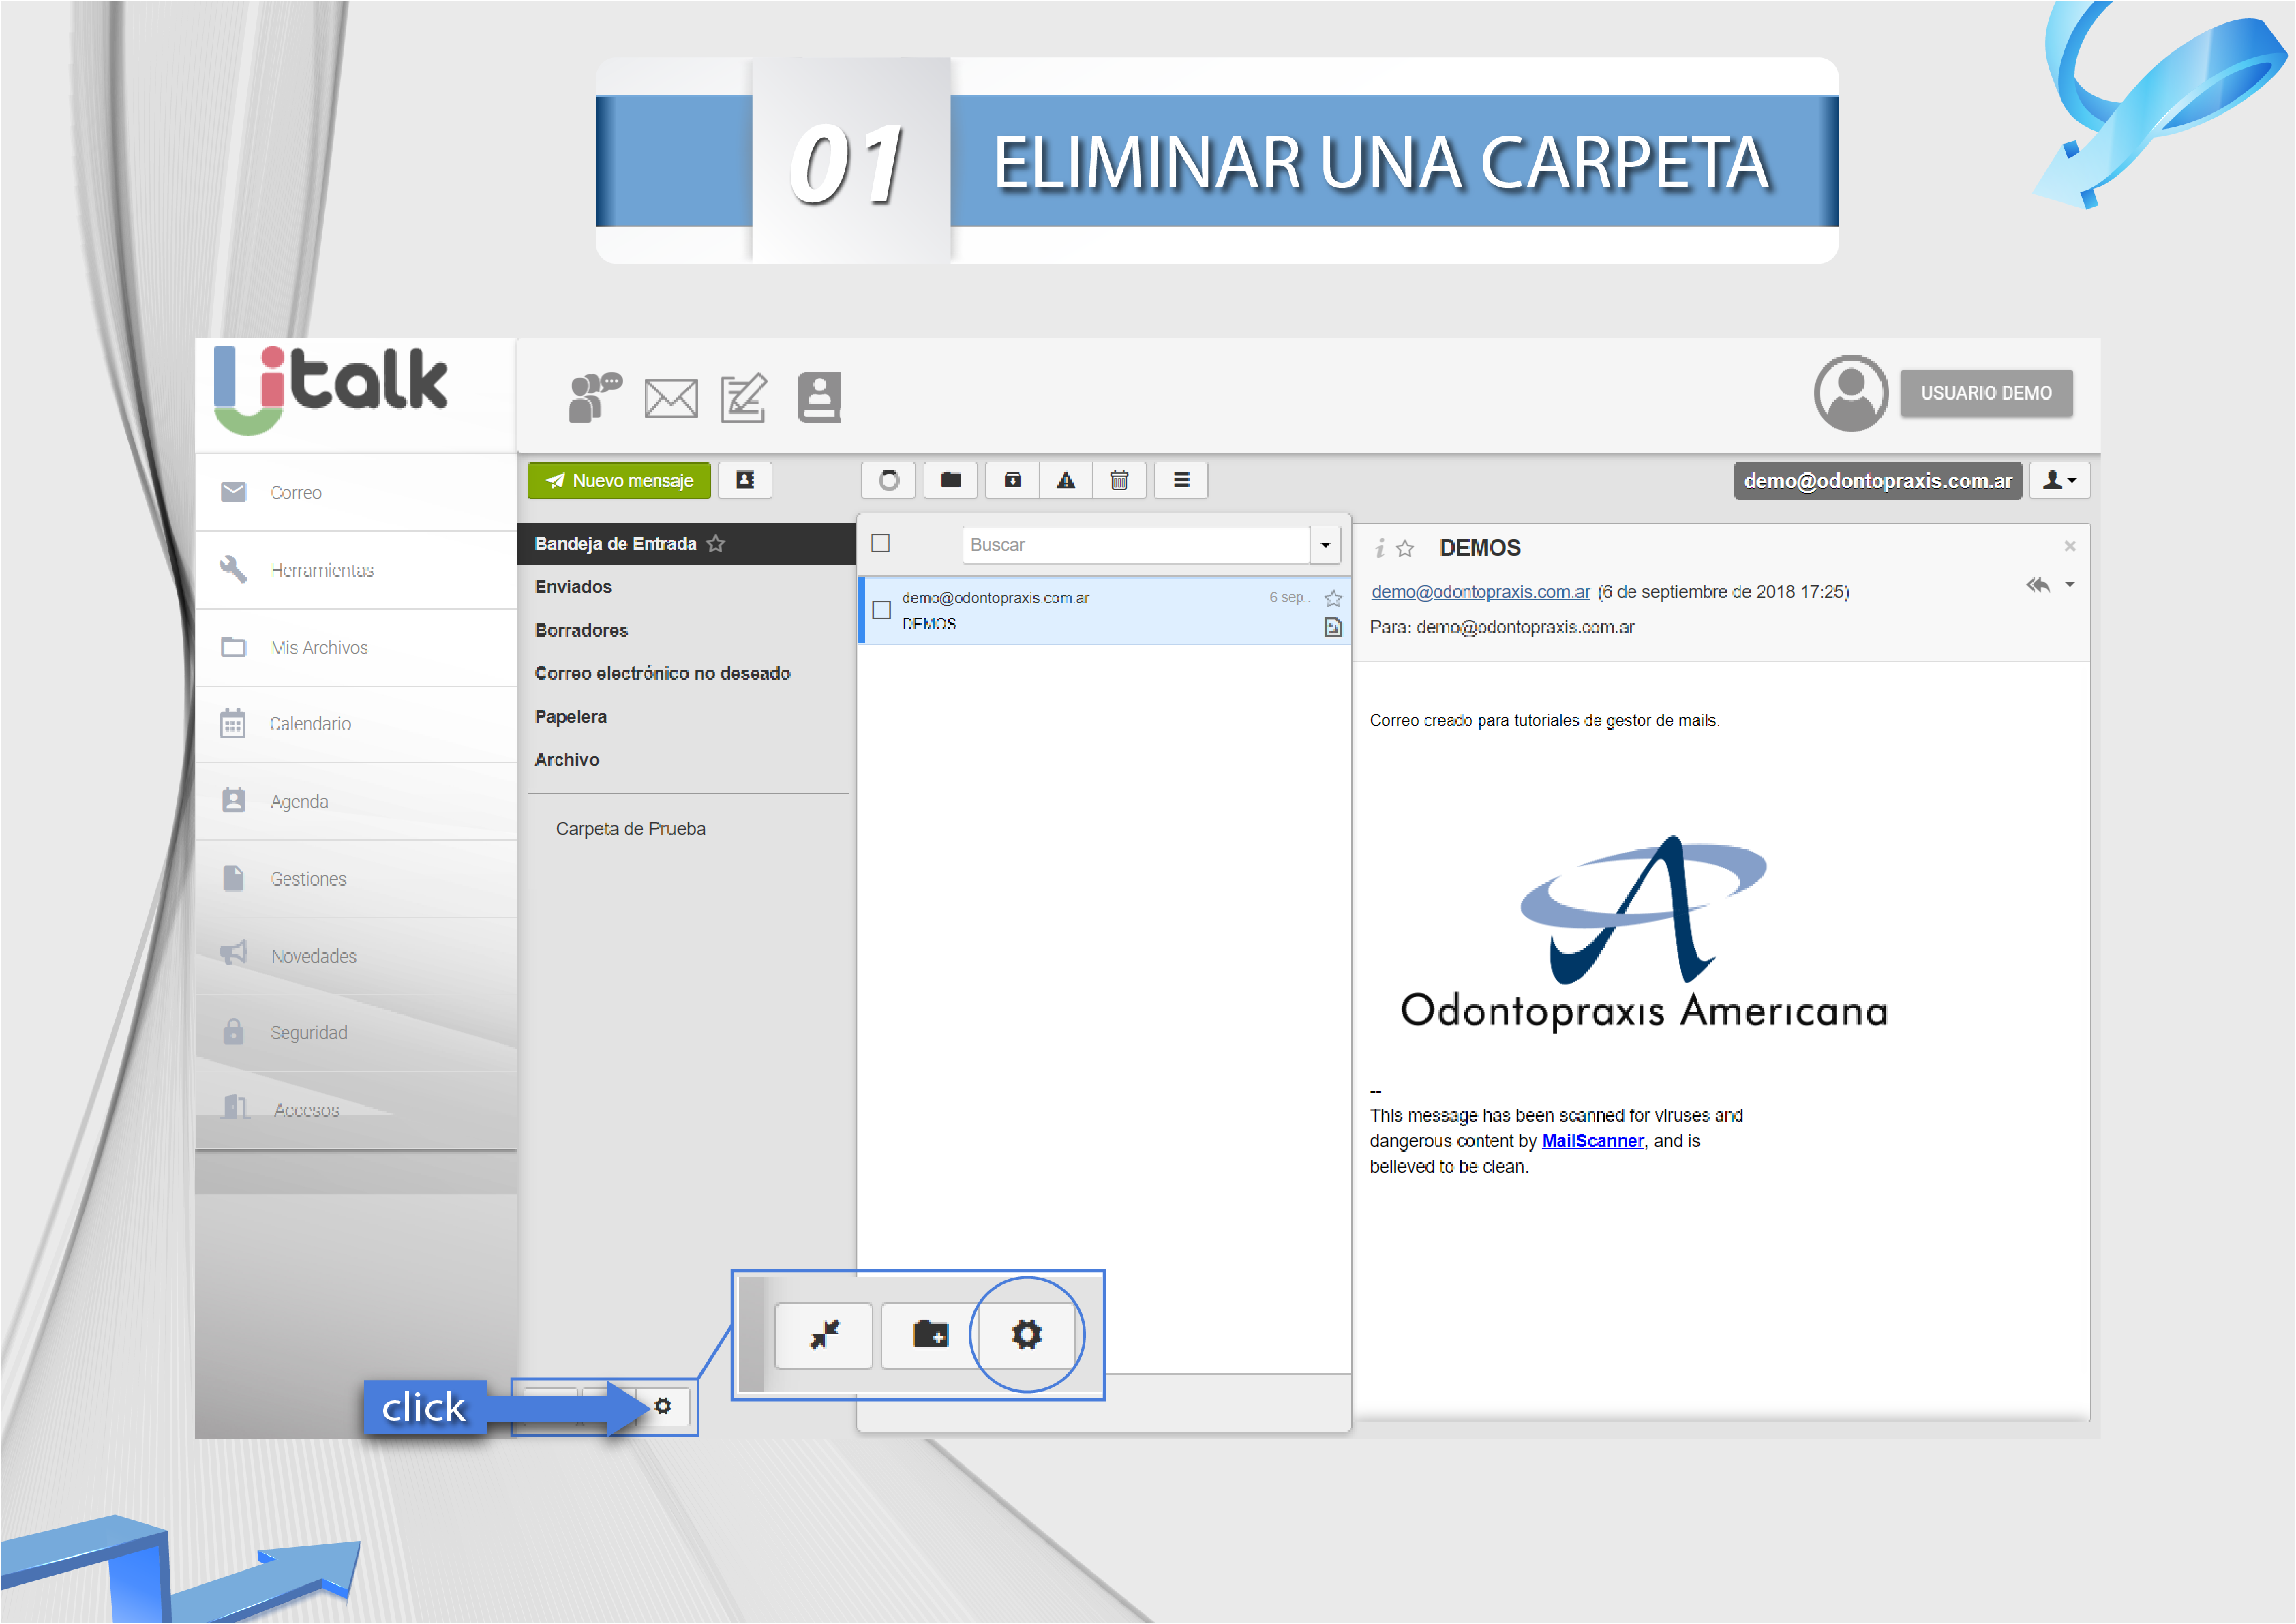 01 ELIMINAR UNA CARPETA
Uitalk
USUARIO DEMO
Correo
Herramientas
Mis Archivos
Calendario
Agenda
Gestiones
Novedades
Seguridad
Accesos
Nuevo mensaje
demo@odontopraxis.com.ar
Bandeja de Entrada
Enviados
Borradores
Correo electrónico no deseado
Papelera
Archivo
Carpeta de Prueba
Buscar
demo@odontopraxis.com.ar 6 sep..
DEMOS
DEMOS
demo@odontopraxis.com.ar (6 de septiembre de 2018 17:25)
Para: demo@odontopraxis.com.ar
Correo creado para tutoriales de gestor de mails.
Odontopraxis Americana
--
This message has been scanned for viruses and
dangerous content by MailScanner, and is
believed to be clean.
click